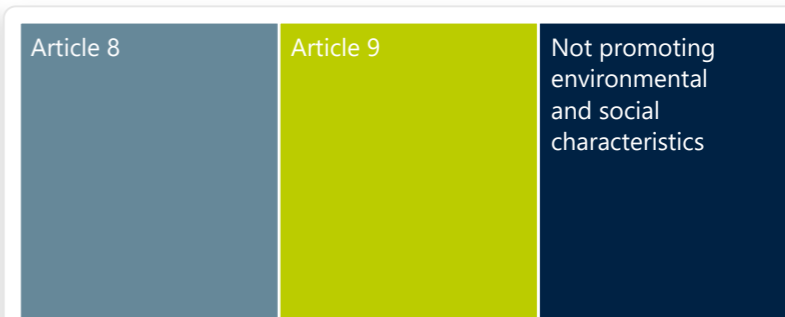 Article 8
Article 9
Not promoting
environmental
and social
characteristics